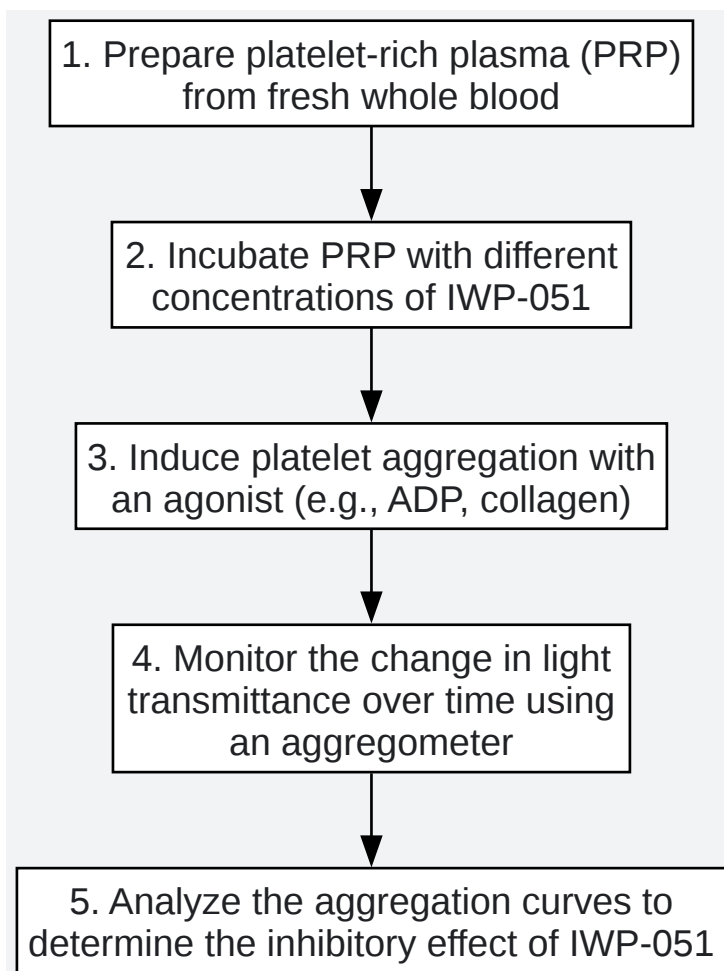 1. Prepare platelet-rich plasma (PRP)
from fresh whole blood
2. Incubate PRP with different
concentrations of IWP-051
3. Induce platelet aggregation with
an agonist (e.g., ADP, collagen)
4. Monitor the change in light
transmittance over time using
an aggregometer
5. Analyze the aggregation curves to
determine the inhibitory effect of IWP-051